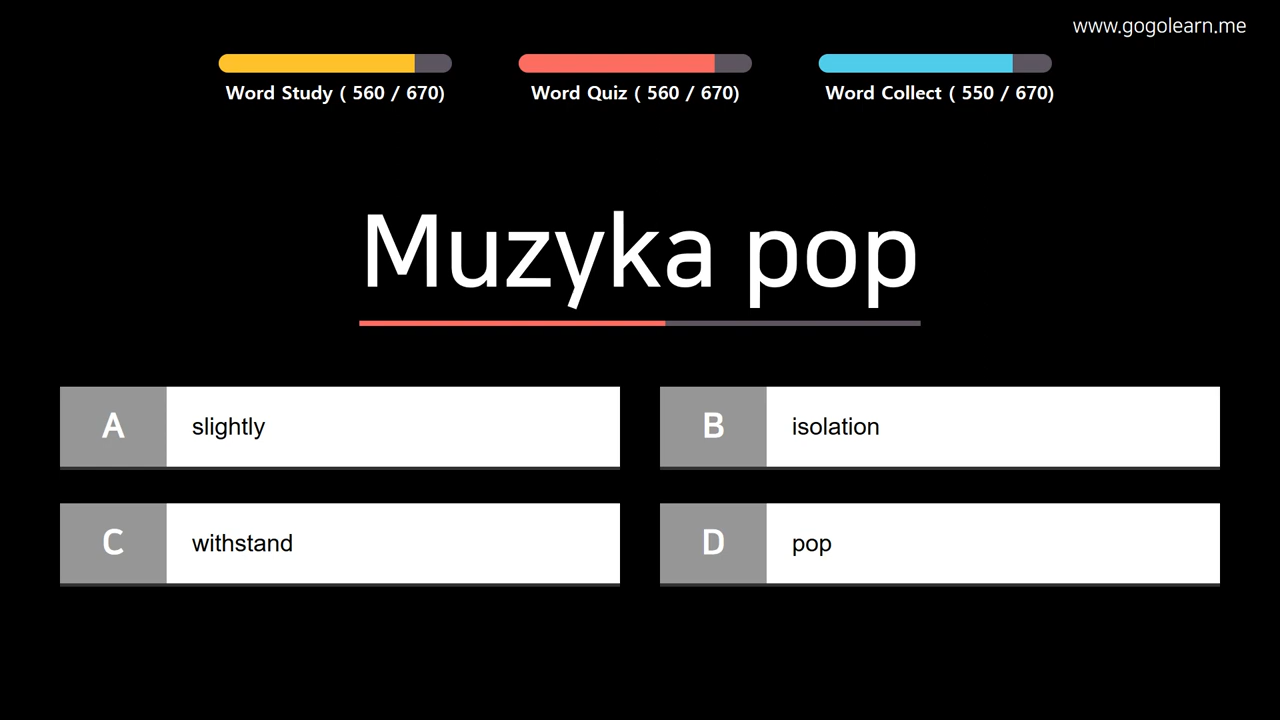 www.gogolearn.me
Word Study ( 560 / 670)
Word Quiz ( 560 / 670)
Word Collect ( 550 / 670)
Muzyka pop
A
slightly
B
isolation
C
withstand
D
pop